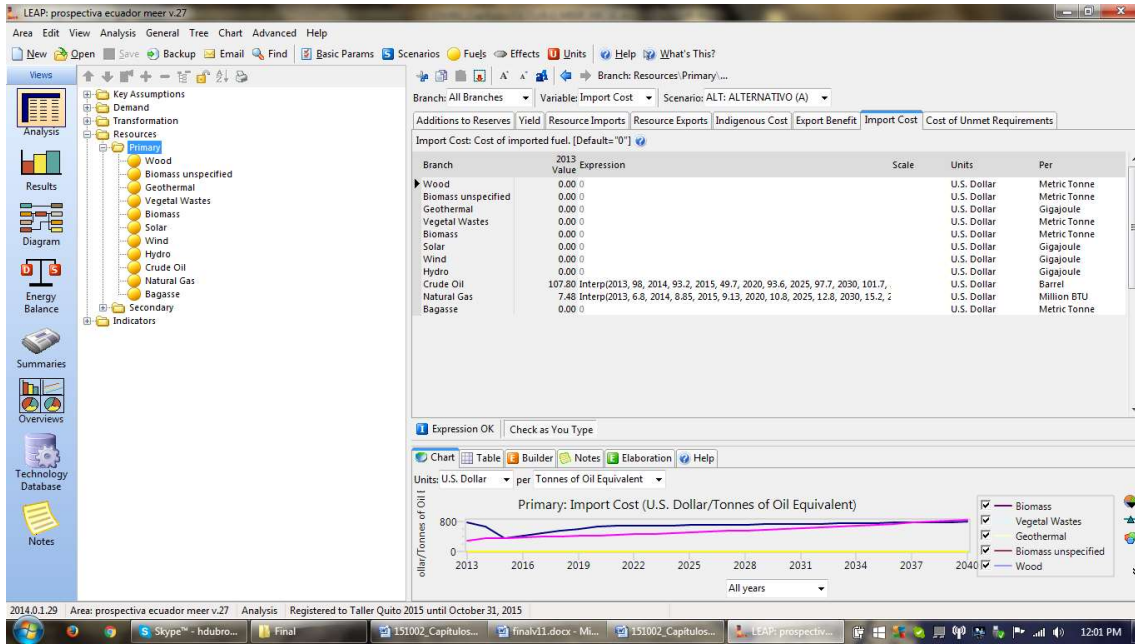 LEAP: prospectiva ecuador meer v.27
Area Edit View Analysis General Tree Chart Advanced Help
New Open Save Backup Email Find Basic Params Scenarios Fuels Effects Units Help What's This?
Views
Analysis
Results
Diagram
Energy
Balance
Summaries
Overviews
Technology
Database
Notes
Key Assumptions
Demand
Transformation
Resources
Primary
Wood
Biomass unspecified
Geothermal
Vegetal Wastes
Biomass
Solar
Wind
Hydro
Crude Oil
Natural Gas
Bagasse
Secondary
Indicators
Branch: Resources\Primary\...
Branch: All Branches Variable: Import Cost Scenario: ALT: ALTERNATIVO (A)
Additions to Reserves Yield Resource Imports Resource Exports Indigenous Cost Export Benefit Import Cost Cost of Unmet Requirements
Import Cost: Cost of imported fuel. [Default="0"]
Branch 2013 Value Expression Scale Units Per
Wood 0.00 0 U.S. Dollar Metric Tonne
Biomass unspecified 0.00 0 U.S. Dollar Metric Tonne
Geothermal 0.00 0 U.S. Dollar Gigajoule
Vegetal Wastes 0.00 0 U.S. Dollar Metric Tonne
Biomass 0.00 0 U.S. Dollar Metric Tonne
Solar 0.00 0 U.S. Dollar Gigajoule
Wind 0.00 0 U.S. Dollar Gigajoule
Hydro 0.00 0 U.S. Dollar Gigajoule
Crude Oil 107.80 Interp(2013, 98, 2014, 93.2, 2015, 49.7, 2020, 93.6, 2025, 97.7, 2030, 101.7, U.S. Dollar Barrel
Natural Gas 7.48 Interp(2013, 6.8, 2014, 8.85, 2015, 9.13, 2020, 10.8, 2025, 12.8, 2030, 15.2, 2 U.S. Dollar Million BTU
Bagasse 0.00 0 U.S. Dollar Metric Tonne
Expression OK Check as You Type
Chart Table Builder Notes Elaboration Help
Units: U.S. Dollar per Tonnes of Oil Equivalent
Primary: Import Cost (U.S. Dollar/Tonnes of Oil Equivalent)
ollar/Tonnes of Oil E
800
0
2013 2016 2019 2022 2025 2028 2031 2034 2037 2040
Biomass
Vegetal Wastes
Geothermal
Biomass unspecified
Wood
All years
2014.0.1.29 Area: prospectiva ecuador meer v.27 Analysis Registered to Taller Quito 2015 until October 31, 2015
Skype™ - hdubro... Final 151002_Capítulos... finalv11.docx - Mi... 151002_Capítulos... LEAP: prospectiv... 12:01 PM